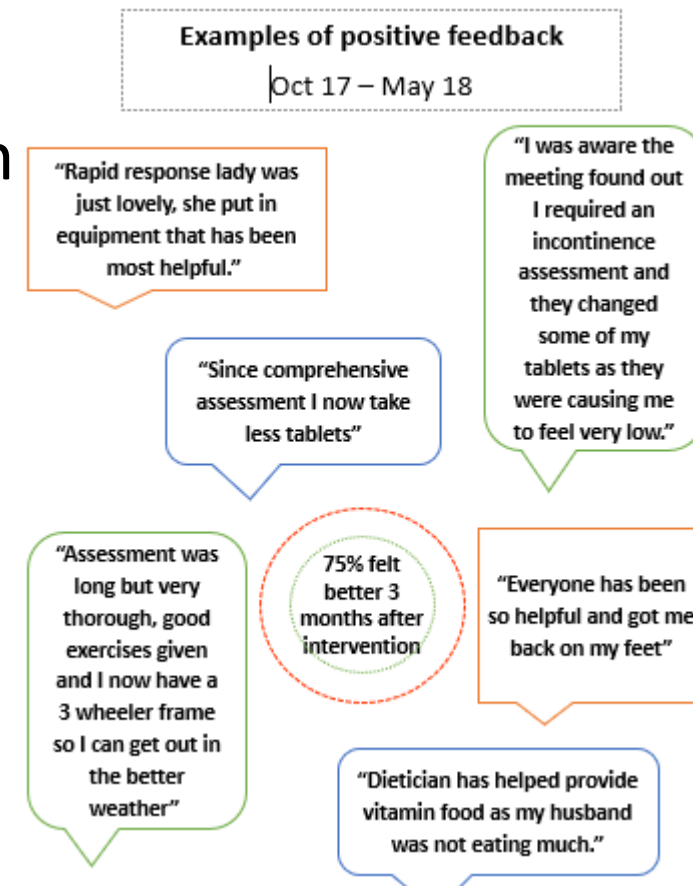 Examples of positive feedback
Oct 17 – May 18
n
“Rapid response lady was
just lovely, she put in
equipment that has been
most helpful.”
“I was aware the
meeting found out
I required an
incontinence
assessment and
they changed
some of my
tablets as they
were causing me
to feel very low.”
“Since comprehensive
assessment I now take
less tablets”
“Assessment was
long but very
thorough, good
exercises given
and I now have a
3 wheeler frame
so I can get out in
the better
weather”
75% felt
better 3
months after
intervention
“Everyone has been
so helpful and got me
back on my feet”
“Dietician has helped provide
vitamin food as my husband
was not eating much.”